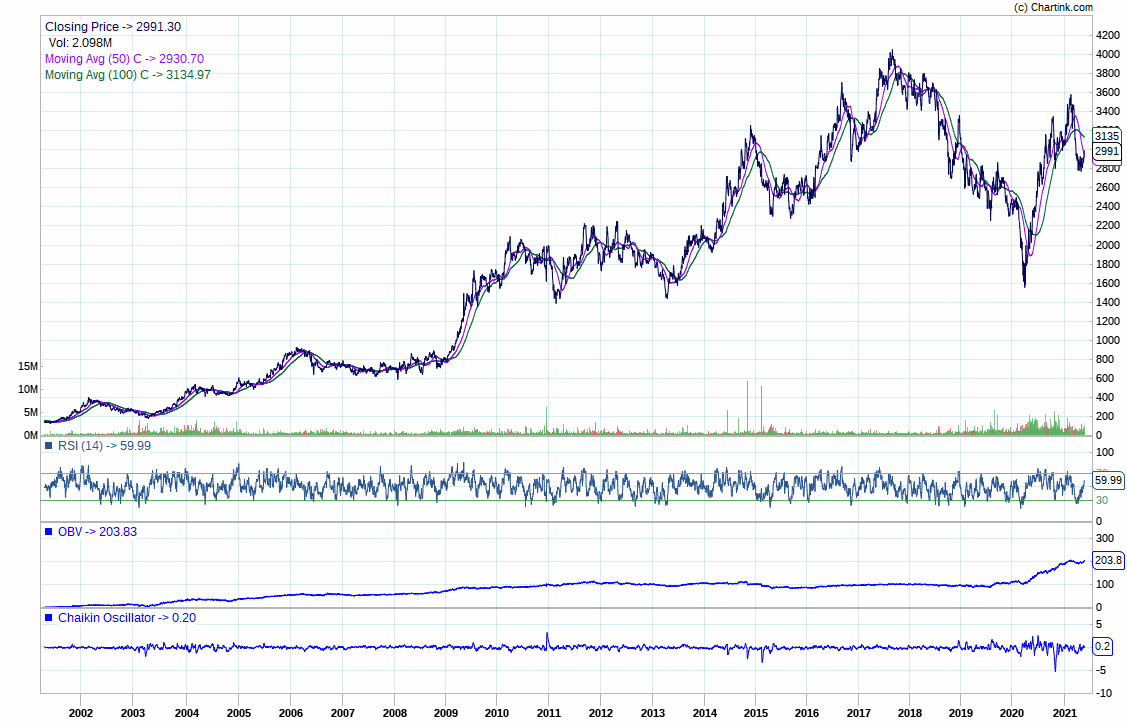 (c) Chartink.com
Closing Price -> 2991.30
Vol: 2.098M
Moving Avg (50) C -> 2930.70
Moving Avg (100) C -> 3134.97
4200
4000
3800
3600
3400
3135
2991
2800
2600
2400
2200
2000
1800
1600
1400
1200
1000
800
600
400
200
0
15M
10M
5M
0M
RSI (14) -> 59.99
100
59.99
30
0
OBV -> 203.83
300
203.8
100
0
Chaikin Oscillator -> 0.20
5
0.2
-5
-10
2002 2003 2004 2005 2006 2007 2008 2009 2010 2011 2012 2013 2014 2015 2016 2017 2018 2019 2020 2021